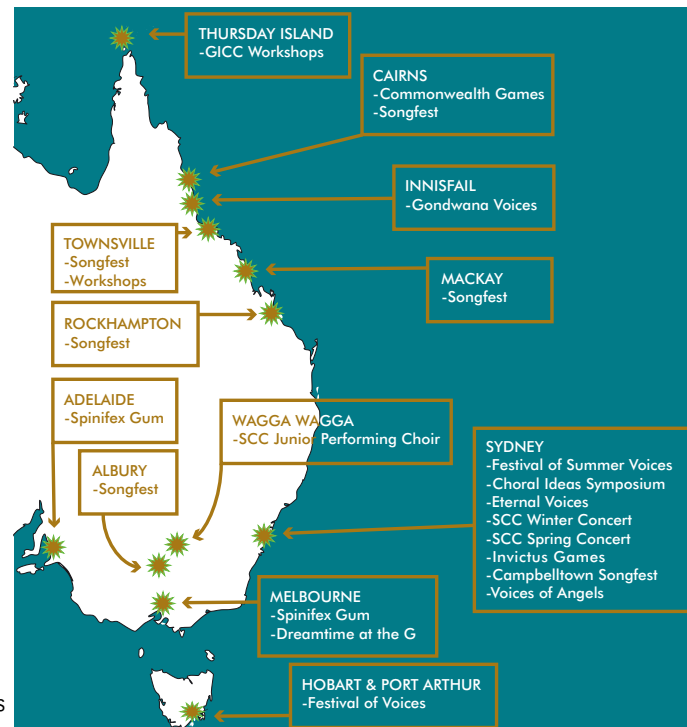 THURSDAY ISLAND
-GICC Workshops
CAIRNS
-Commonwealth Games
-Songfest
INNISFAIL
-Gondwana Voices
TOWNSVILLE
-Songfest
-Workshops
MACKAY
-Songfest
ROCKHAMPTON
-Songfest
ADELAIDE
-Spinifex Gum
WAGGA WAGGA
-SCC Junior Performing Choir
ALBURY
-Songfest
SYDNEY
-Festival of Summer Voices
-Choral Ideas Symposium
-Eternal Voices
-SCC Winter Concert
-SCC Spring Concert
-Invictus Games
-Campbelltown Songfest
-Voices of Angels
MELBOURNE
-Spinifex Gum
-Dreamtime at the G
HOBART & PORT ARTHUR
-Festival of Voices
s